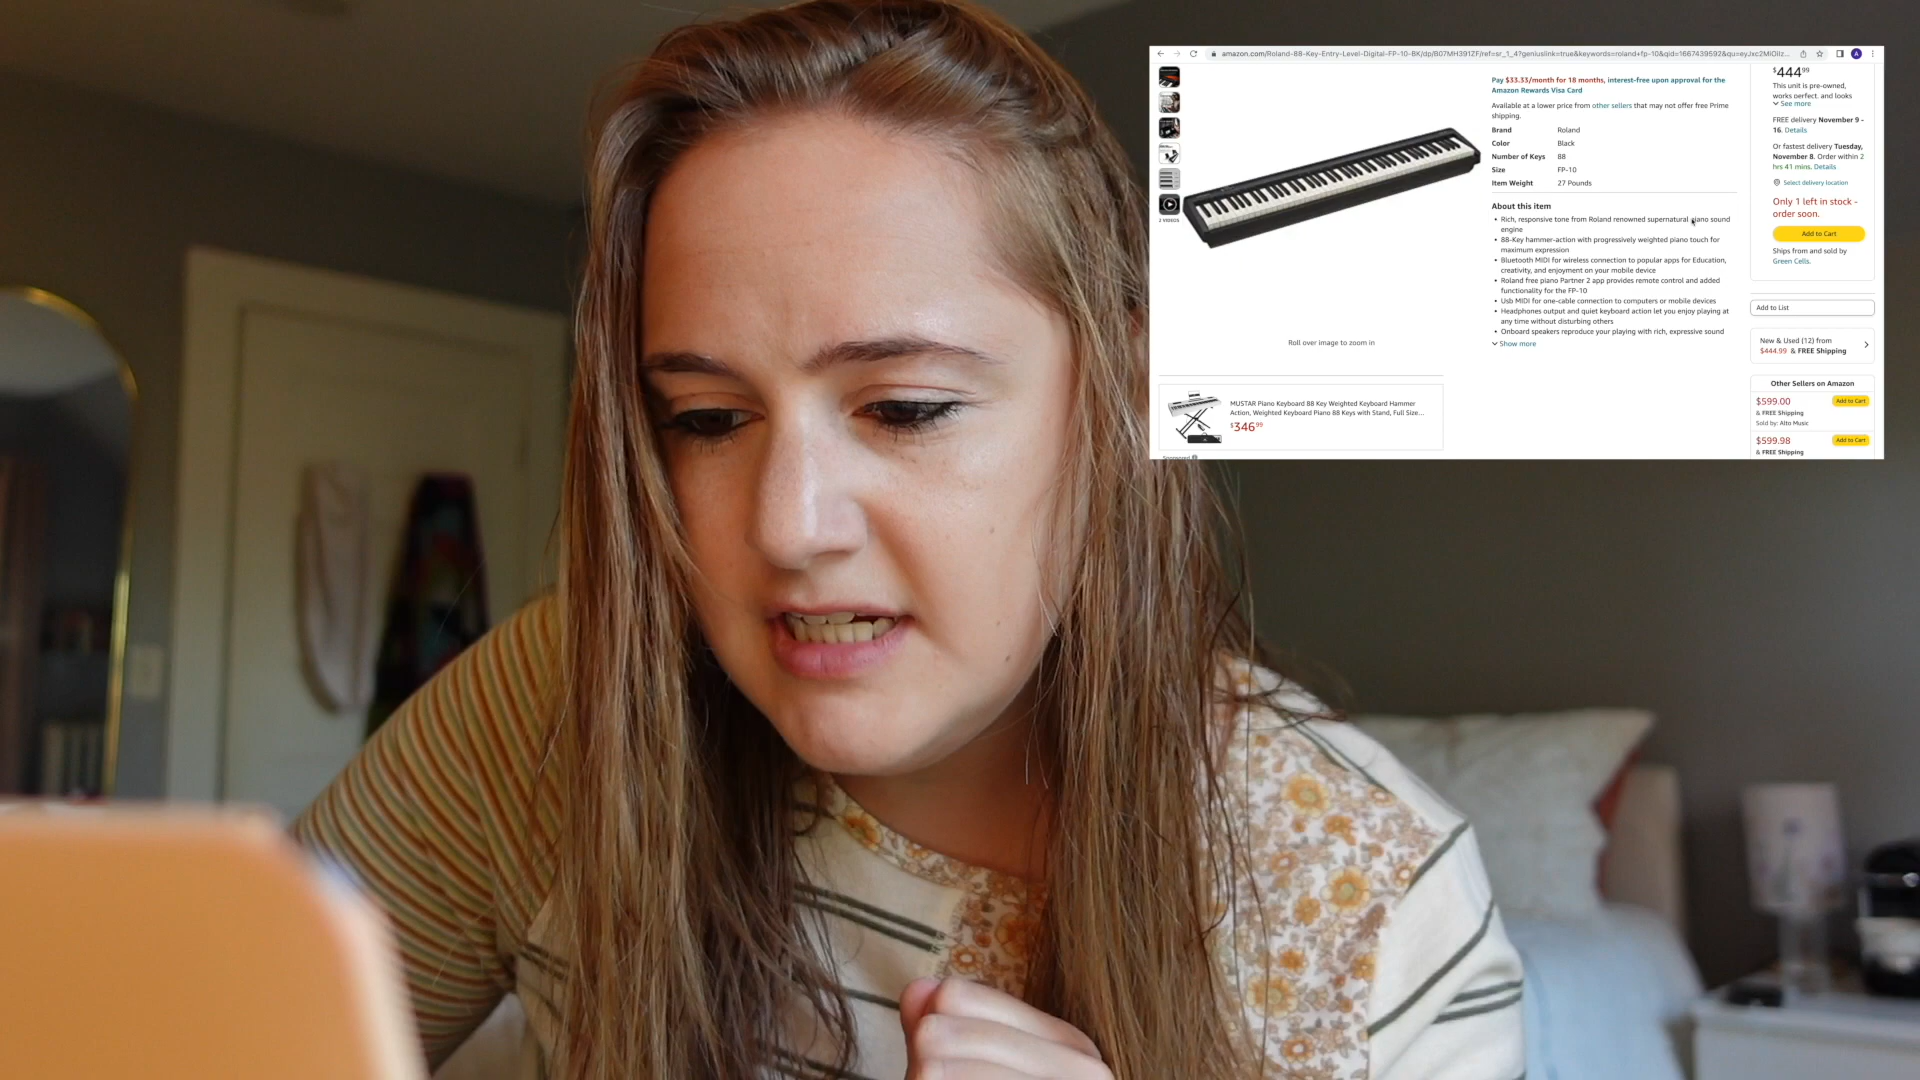 amazon.com/Roland-88-Key-Entry-Level-Digital-FP-10-BK/dp/B07MH391ZF/ref=sr_1_4?geniuslink=true&keywords=roland+fp-10&qid=1667439592&qu=eyJxc2MiOiIz...
A
2 VIDEOS
Roll over image to zoom in
MUSTAR Piano Keyboard 88 Key Weighted Keyboard Hammer
Action, Weighted Keyboard Piano 88 Keys with Stand, Full Size...
$346.99
Sponsored
Pay $33.33/month for 18 months, interest-free upon approval for the
Amazon Rewards Visa Card
Available at a lower price from other sellers that may not offer free Prime
shipping.
Brand Roland
Color Black
Number of Keys 88
Size FP-10
Item Weight 27 Pounds
About this item
• Rich, responsive tone from Roland renowned supernatural piano sound
engine
• 88-Key hammer-action with progressively weighted piano touch for
maximum expression
• Bluetooth MIDI for wireless connection to popular apps for Education,
creativity, and enjoyment on your mobile device
• Roland free piano Partner 2 app provides remote control and added
functionality for the FP-10
• Usb MIDI for one-cable connection to computers or mobile devices
• Headphones output and quiet keyboard action let you enjoy playing at
any time without disturbing others
• Onboard speakers reproduce your playing with rich, expressive sound
Show more
$444.99
This unit is pre-owned,
works perfect, and looks
See more
FREE delivery November 9 -
16. Details
Or fastest delivery Tuesday,
November 8. Order within 2
hrs 41 mins. Details
Select delivery location
Only 1 left in stock -
order soon.
Add to Cart
Ships from and sold by
Green Cells.
Add to List
New & Used (12) from
$444.99 & FREE Shipping
Other Sellers on Amazon
$599.00 Add to Cart
& FREE Shipping
Sold by: Alto Music
$599.98 Add to Cart
& FREE Shipping